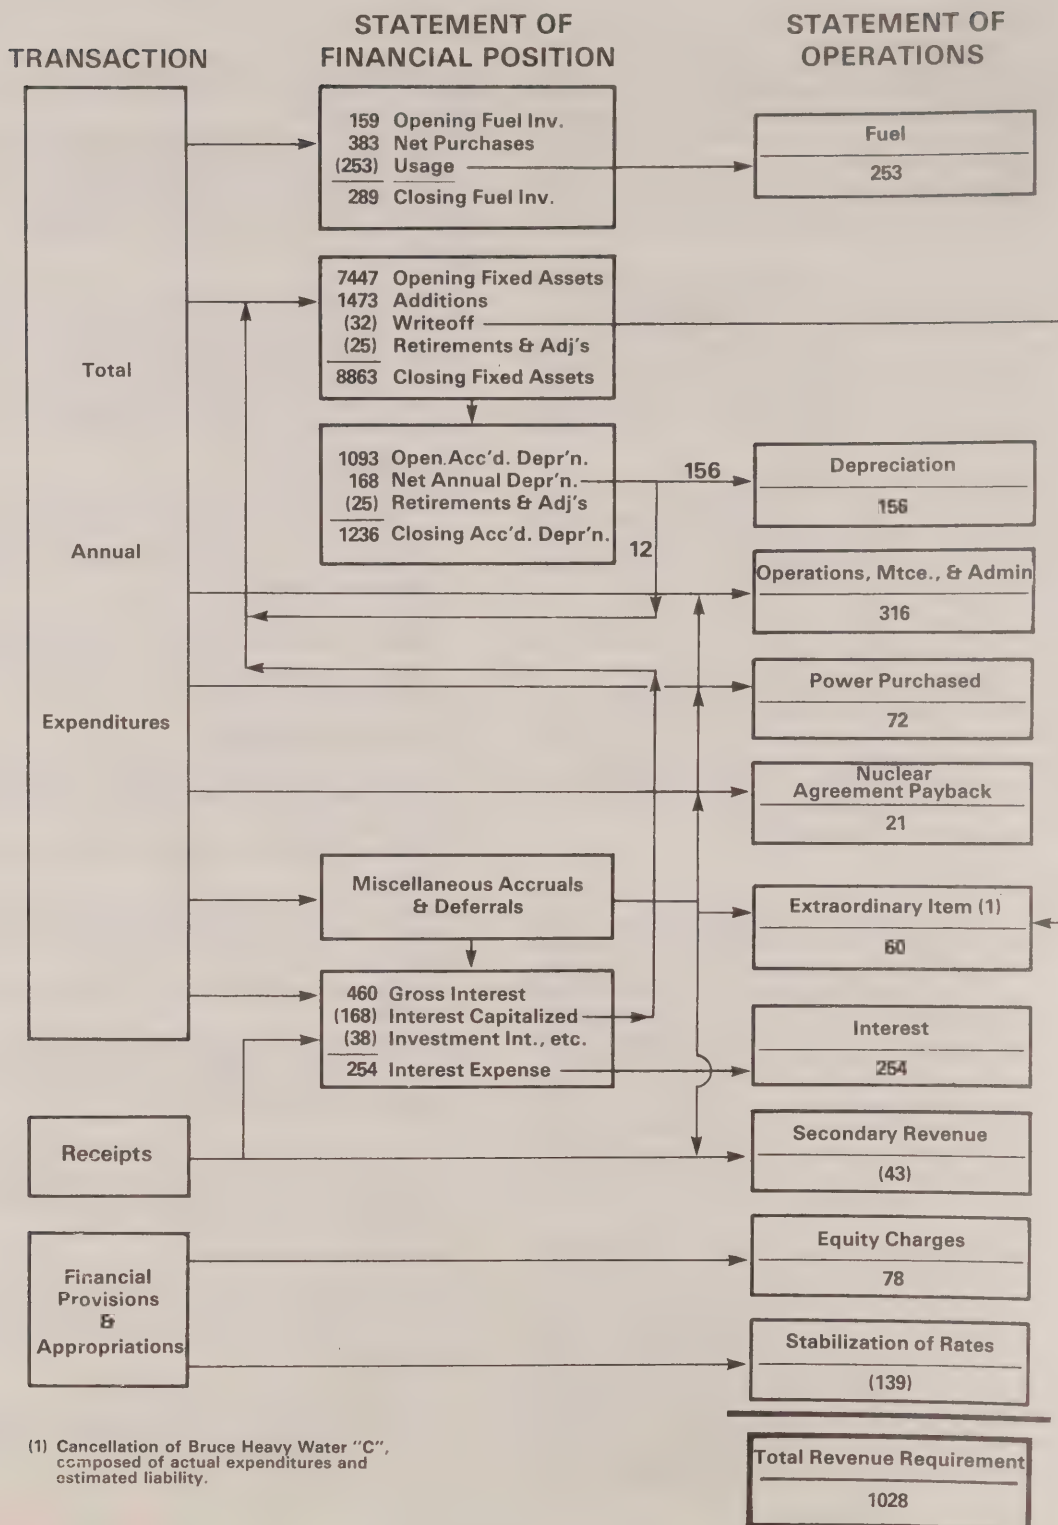 TRANSACTION
STATEMENT OF
FINANCIAL POSITION
STATEMENT OF
OPERATIONS
Total
Annual
Expenditures
Receipts
Financial
Provisions
&
Appropriations
159 Opening Fuel Inv.
383 Net Purchases
(253) Usage
289 Closing Fuel Inv.
7447 Opening Fixed Assets
1473 Additions
(32) Writeoff
(25) Retirements & Adj's
8863 Closing Fixed Assets
1093 Open. Acc'd. Depr'n.
168 Net Annual Depr'n.
(25) Retirements & Adj's
1236 Closing Acc'd. Depr'n.
156
12
Miscellaneous Accruals
& Deferrals
460 Gross Interest
(168) Interest Capitalized
(38) Investment Int., etc.
254 Interest Expense
Fuel
253
Depreciation
156
Operations, Mtce., & Admin
316
Power Purchased
72
Nuclear
Agreement Payback
21
Extraordinary Item (1)
60
Interest
254
Secondary Revenue
(43)
Equity Charges
78
Stabilization of Rates
(139)
Total Revenue Requirement
1028
(1) Cancellation of Bruce Heavy Water "C",
composed of actual expenditures and
estimated liability.